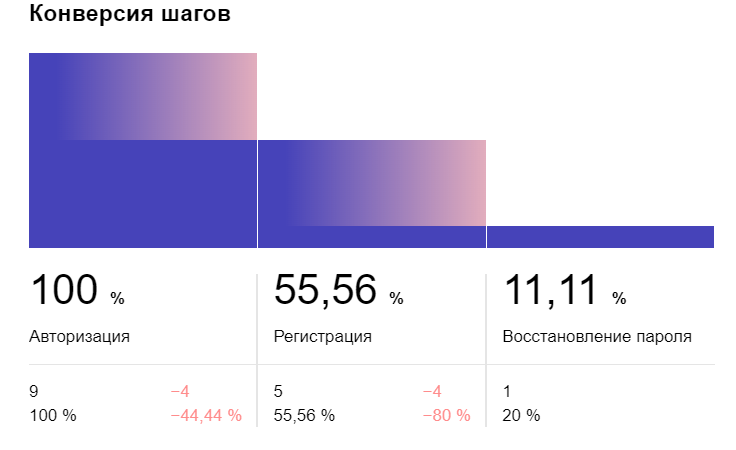 Конверсия шагов
100 % 55,56 % 11,11 %
Авторизация Регистрация Восстановление пароля
9 −4 5 −4 1
100 % −44,44 % 55,56 % −80 % 20 %